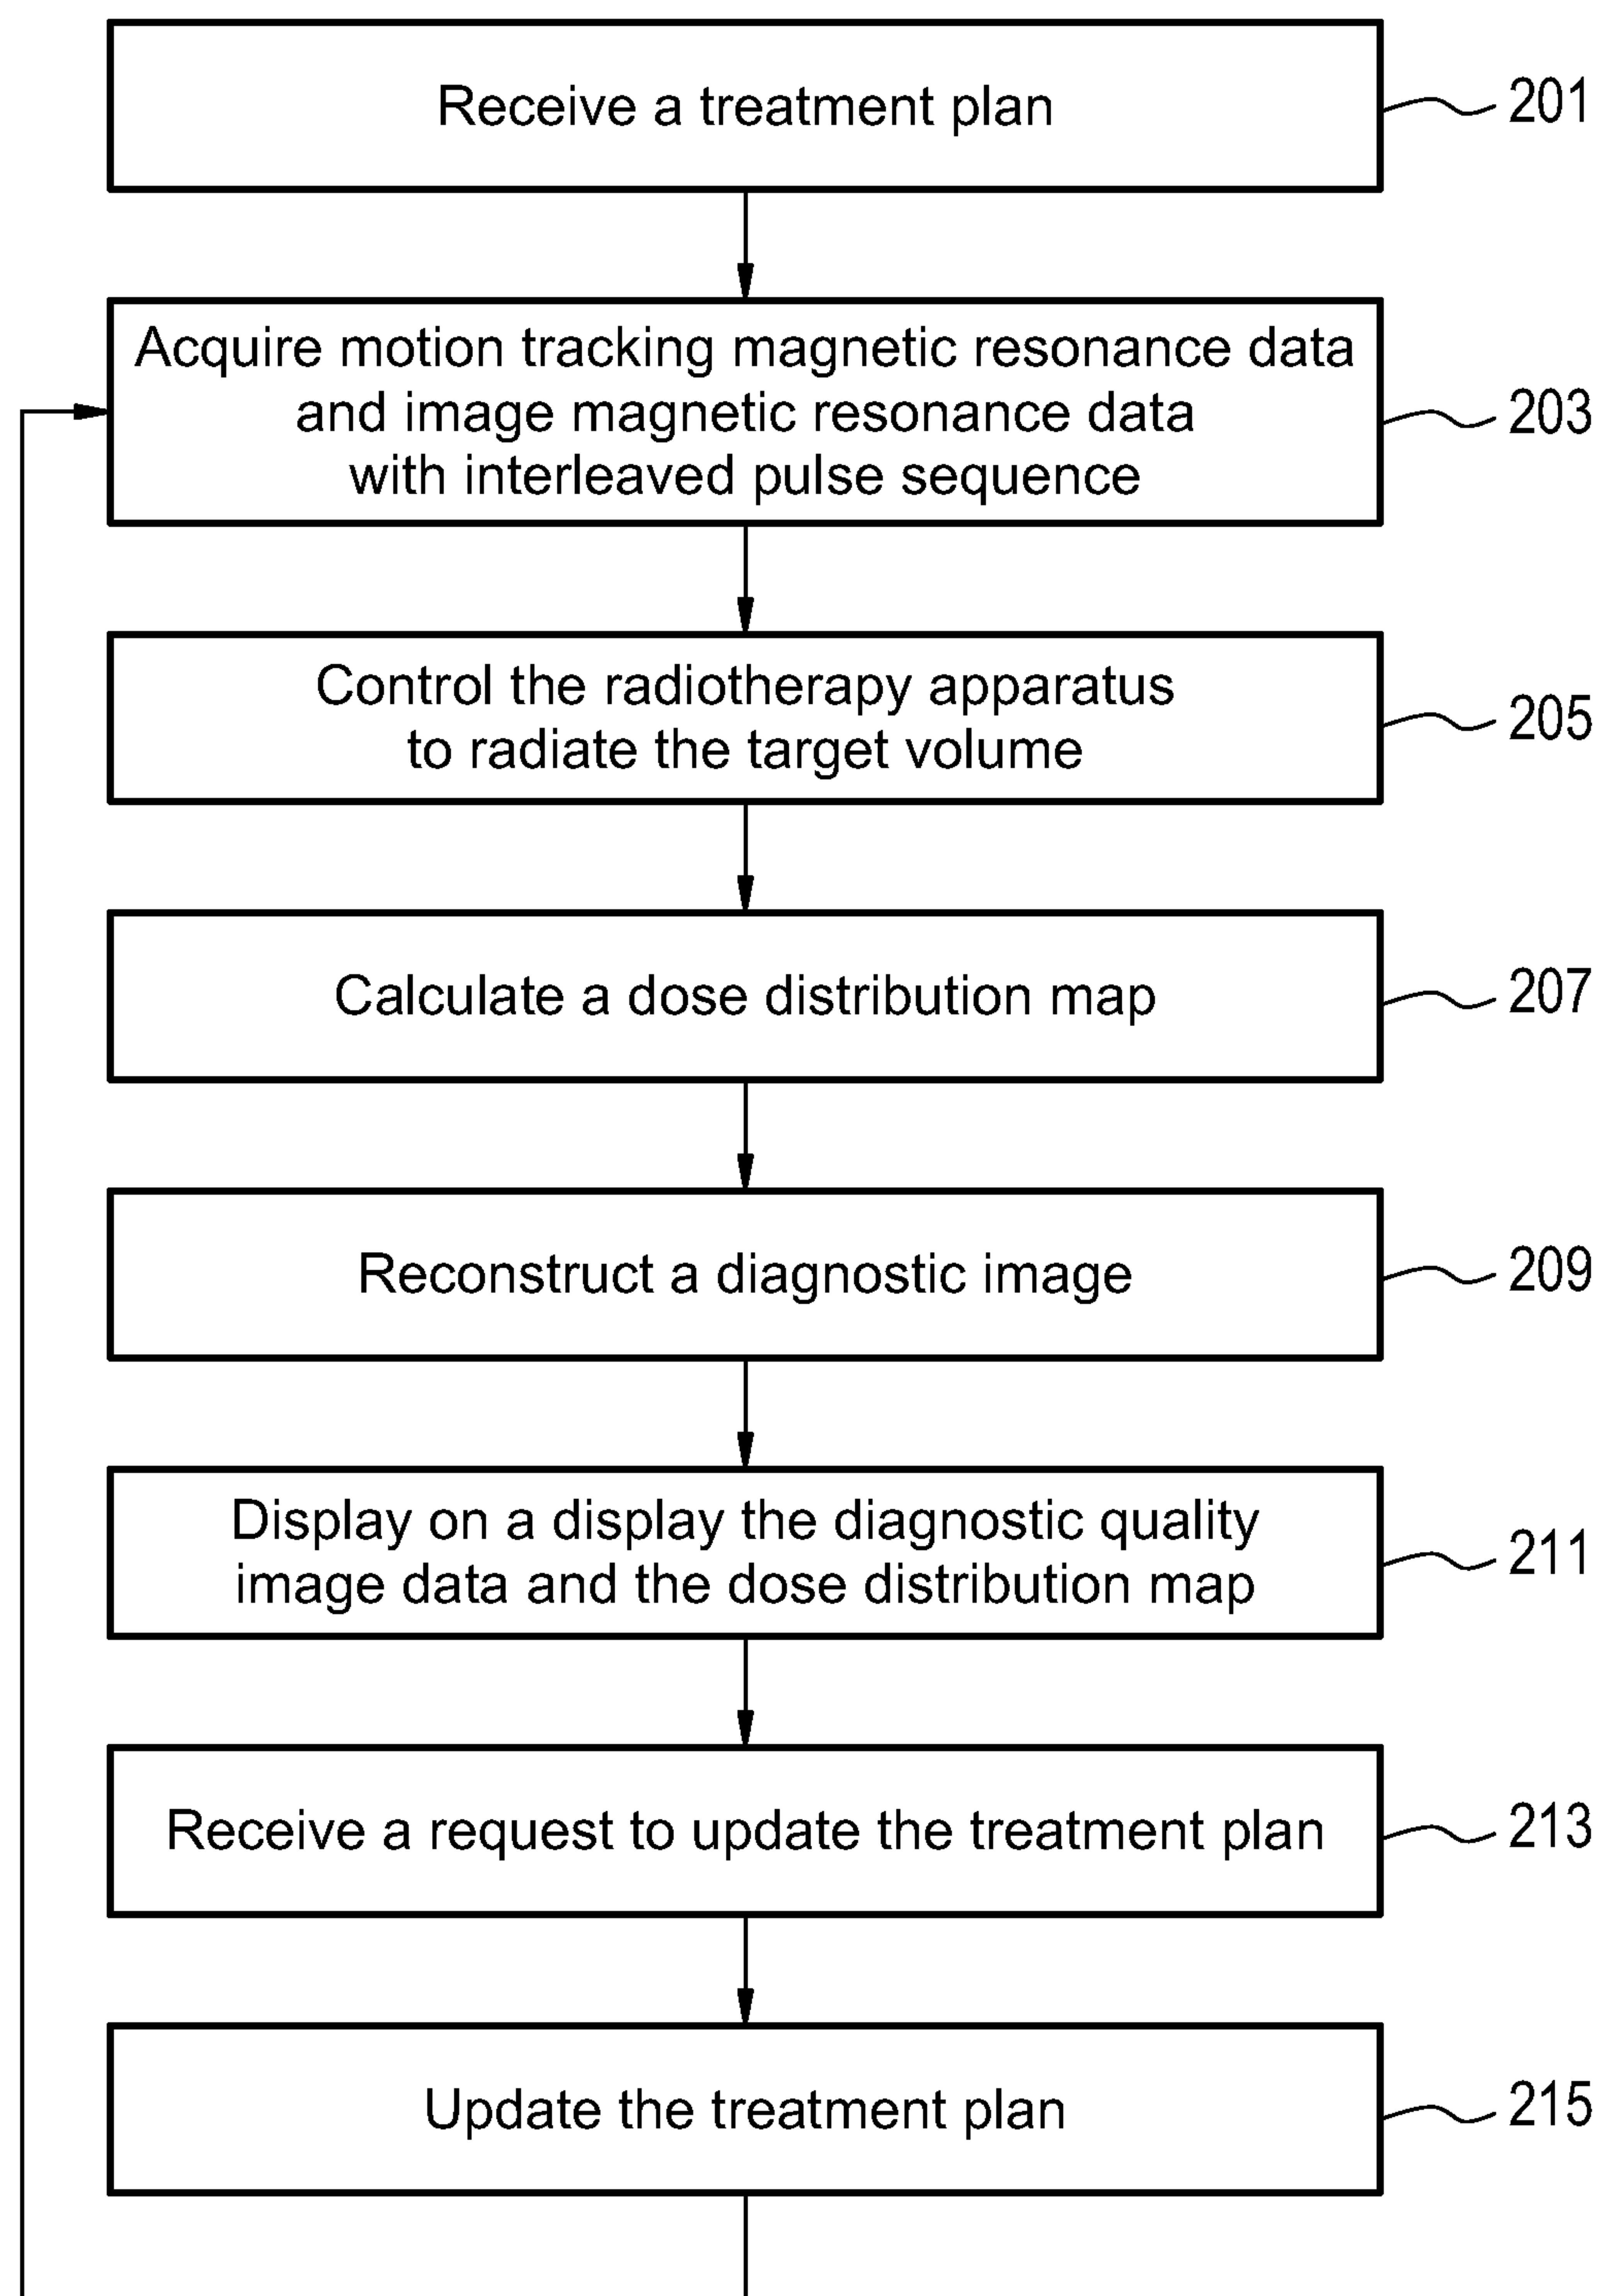 Receive a treatment plan
201
Acquire motion tracking magnetic resonance data
and image magnetic resonance data
with interleaved pulse sequence
203
Control the radiotherapy apparatus
to radiate the target volume
205
Calculate a dose distribution map
207
Reconstruct a diagnostic image
209
Display on a display the diagnostic quality
image data and the dose distribution map
211
Receive a request to update the treatment plan
213
Update the treatment plan
215